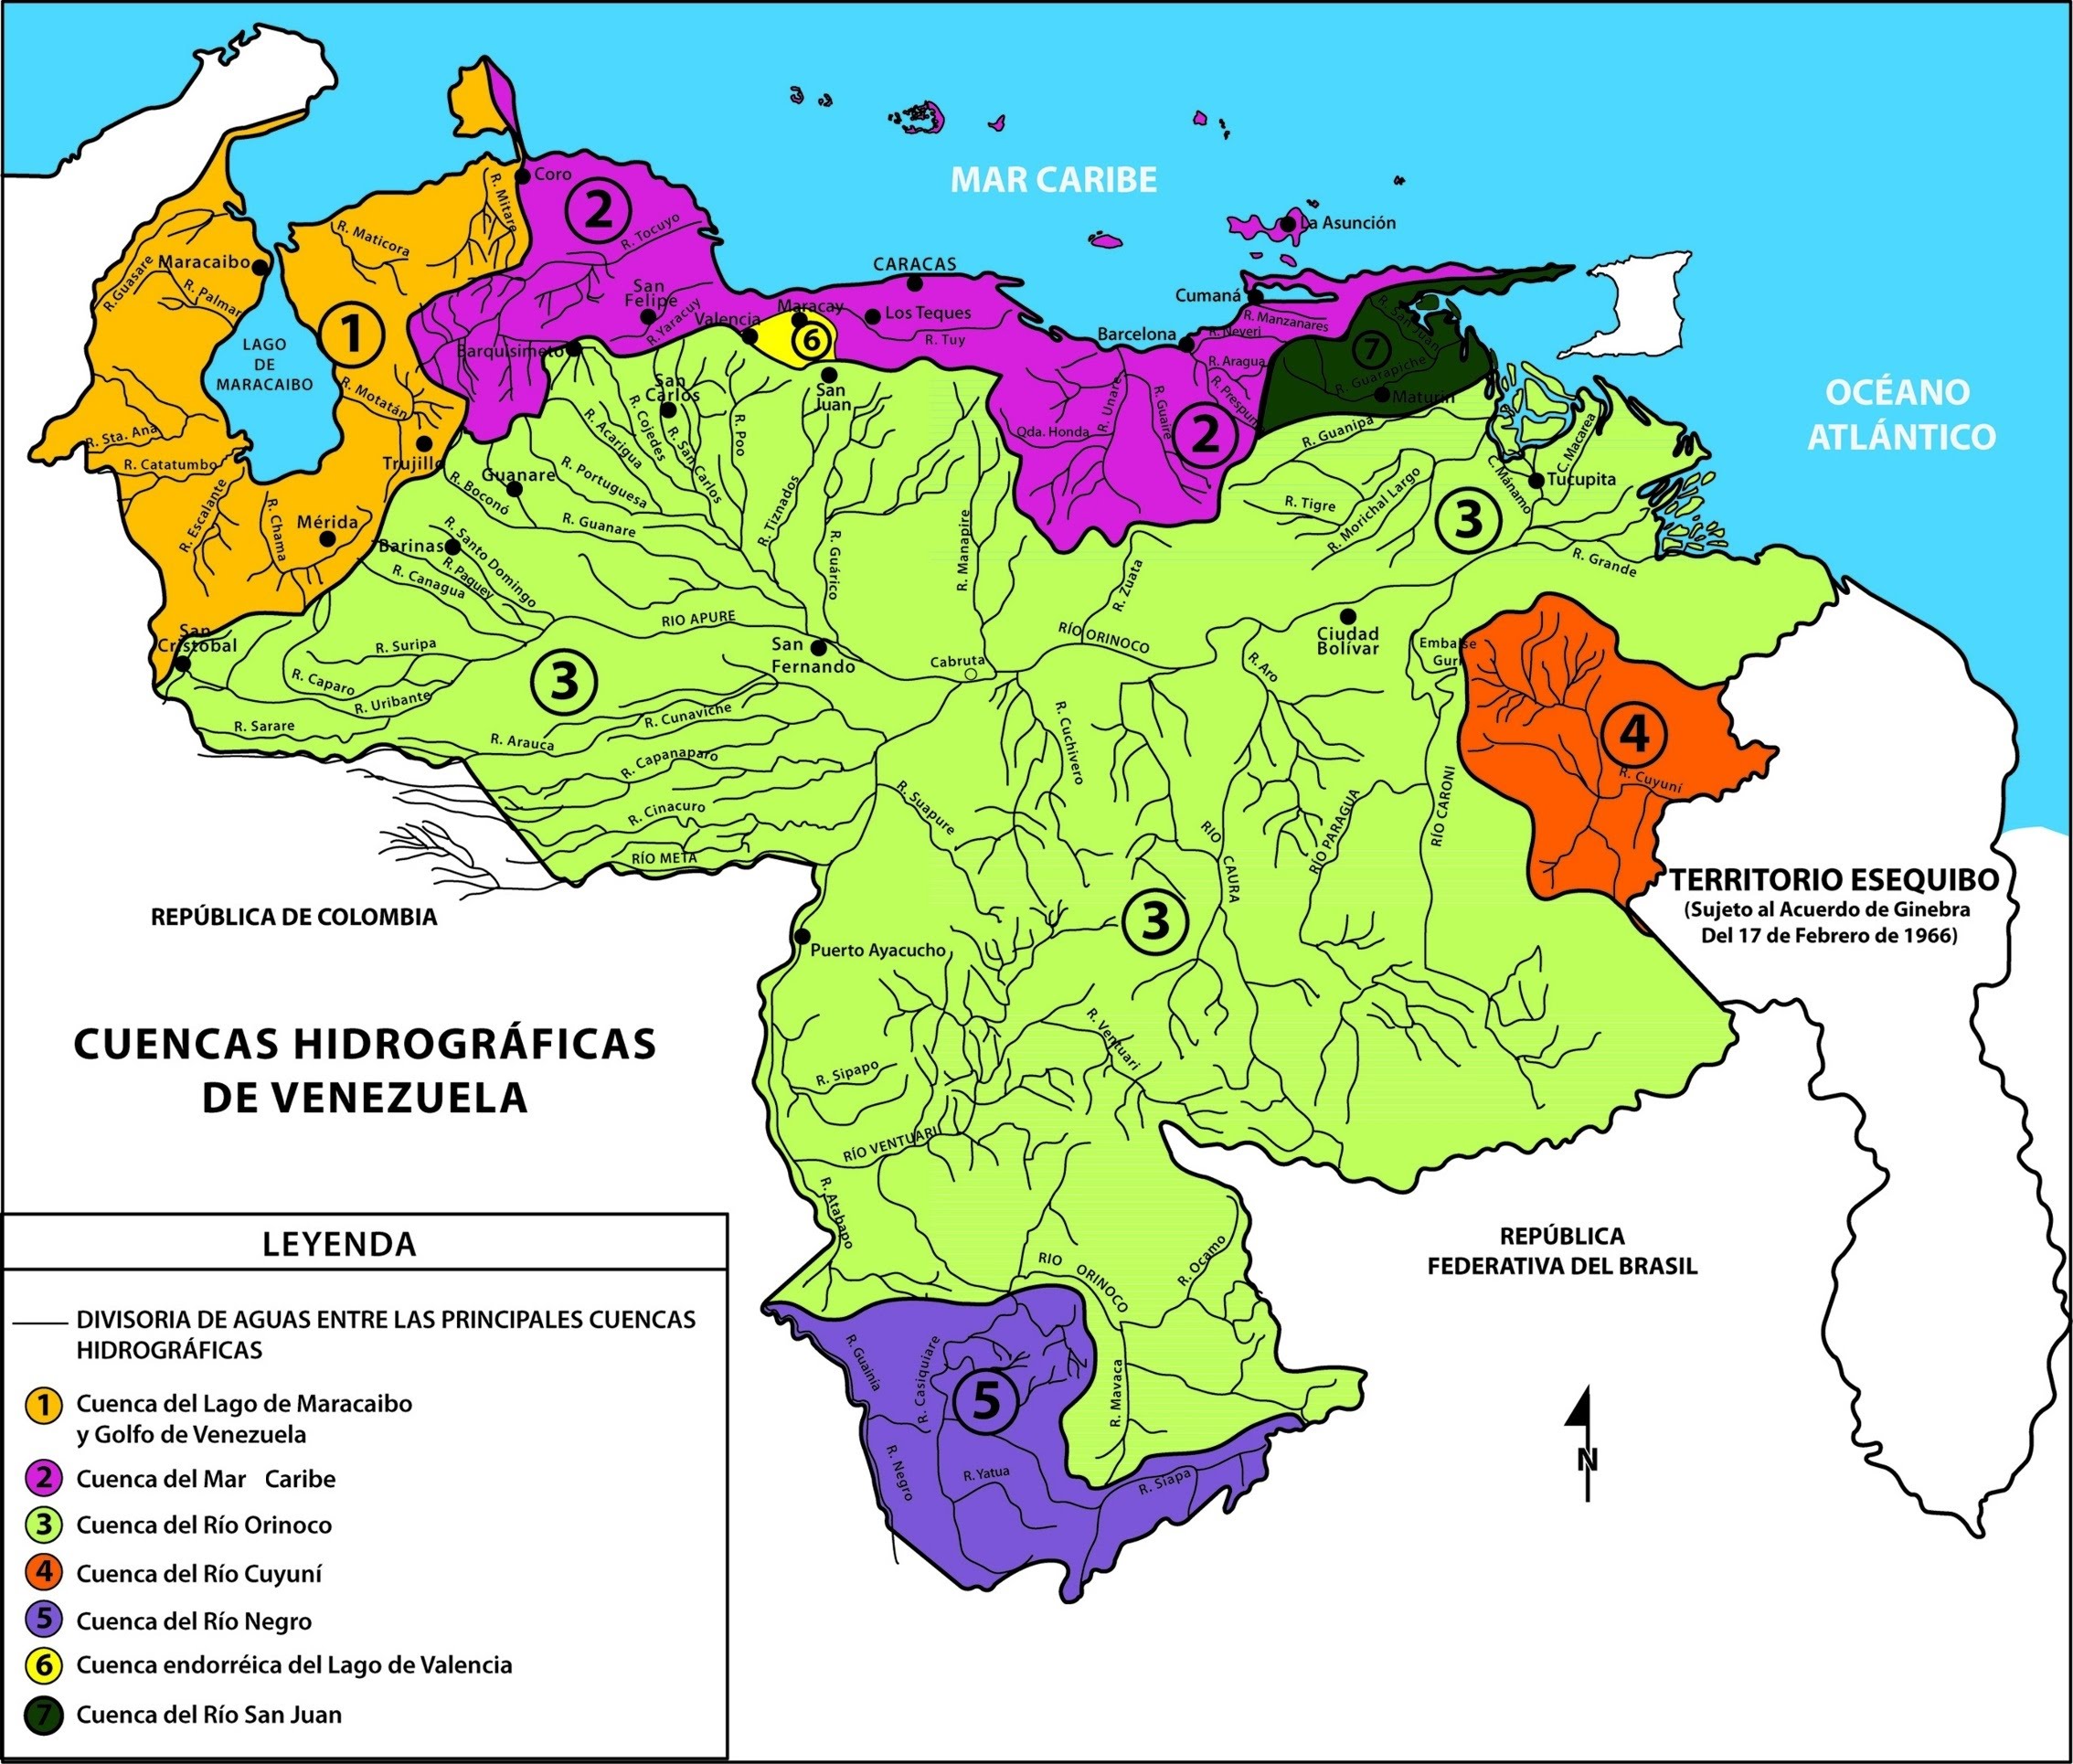 MAR CARIBE
Coro
2
R. Mitare
R. Tocuyo
R. Maticora
La Asunción
Maracaibo
R. Guasare
R. Palmar
CARACAS
San
Felipe
R. Yaracuy
Valencia
Maracay
Los Teques
R. Tuy
6
Cumaná
R. Manzanares
Barcelona
R. Neveri
R. San Juan
7
R. Guarapiche
Maturín
1
LAGO
DE
MARACAIBO
Barquisimeto
R. Motatán
San
Carlos
San
Juan
R. Aragua
R. Unare
R. Guaire
Qda. Honda
2
OCÉANO
ATLÁNTICO
R. Sta. Ana
R. Catatumbo
Trujillo
R. Acarigua
R. Cojedes
R. San Carlos
R. Poo
R. Guanipa
C. Macarea
C. Mánamo
Tucupita
Guanare
R. Portuguesa
R. Boconó
R. Guanare
R. Tiznados
R. Guárico
R. Manapire
R. Tigre
R. Morichal Largo
3
R. Escalante
R. Chama
Mérida
Barinas
R. Santo Domingo
R. Paguey
R. Canagua
R. Zuata
R. Grande
RIO APURE
San
Fernando
Cabruta
RÍO ORINOCO
Ciudad
Bolívar
Embalse
Guri
San
Cristóbal
R. Suripa
R. Caparo
R. Uribante
3
R. Sarare
R. Arauca
R. Cunaviche
R. Capanaparo
R. Cinacuro
RÍO META
R. Aro
R. Cuchivero
R. Suapure
RIO CAURA
RÍO PARAGUA
RÍO CARONI
4
R. Cuyuní
TERRITORIO ESEQUIBO
(Sujeto al Acuerdo de Ginebra
Del 17 de Febrero de 1966)
REPÚBLICA DE COLOMBIA
Puerto Ayacucho
3
CUENCAS HIDROGRÁFICAS
DE VENEZUELA
R. Ventuari
R. Sipapo
RÍO VENTUARI
R. Atabapo
RIO ORINOCO
R. Ocamo
REPÚBLICA
FEDERATIVA DEL BRASIL
R. Guainia
R. Casiquiare
5
R. Mavaca
R. Negro
R. Yatua
R. Siapa
N
LEYENDA
DIVISORIA DE AGUAS ENTRE LAS PRINCIPALES CUENCAS
HIDROGRÁFICAS
1 Cuenca del Lago de Maracaibo
y Golfo de Venezuela
2 Cuenca del Mar Caribe
3 Cuenca del Río Orinoco
4 Cuenca del Río Cuyuní
5 Cuenca del Río Negro
6 Cuenca endorréica del Lago de Valencia
7 Cuenca del Río San Juan